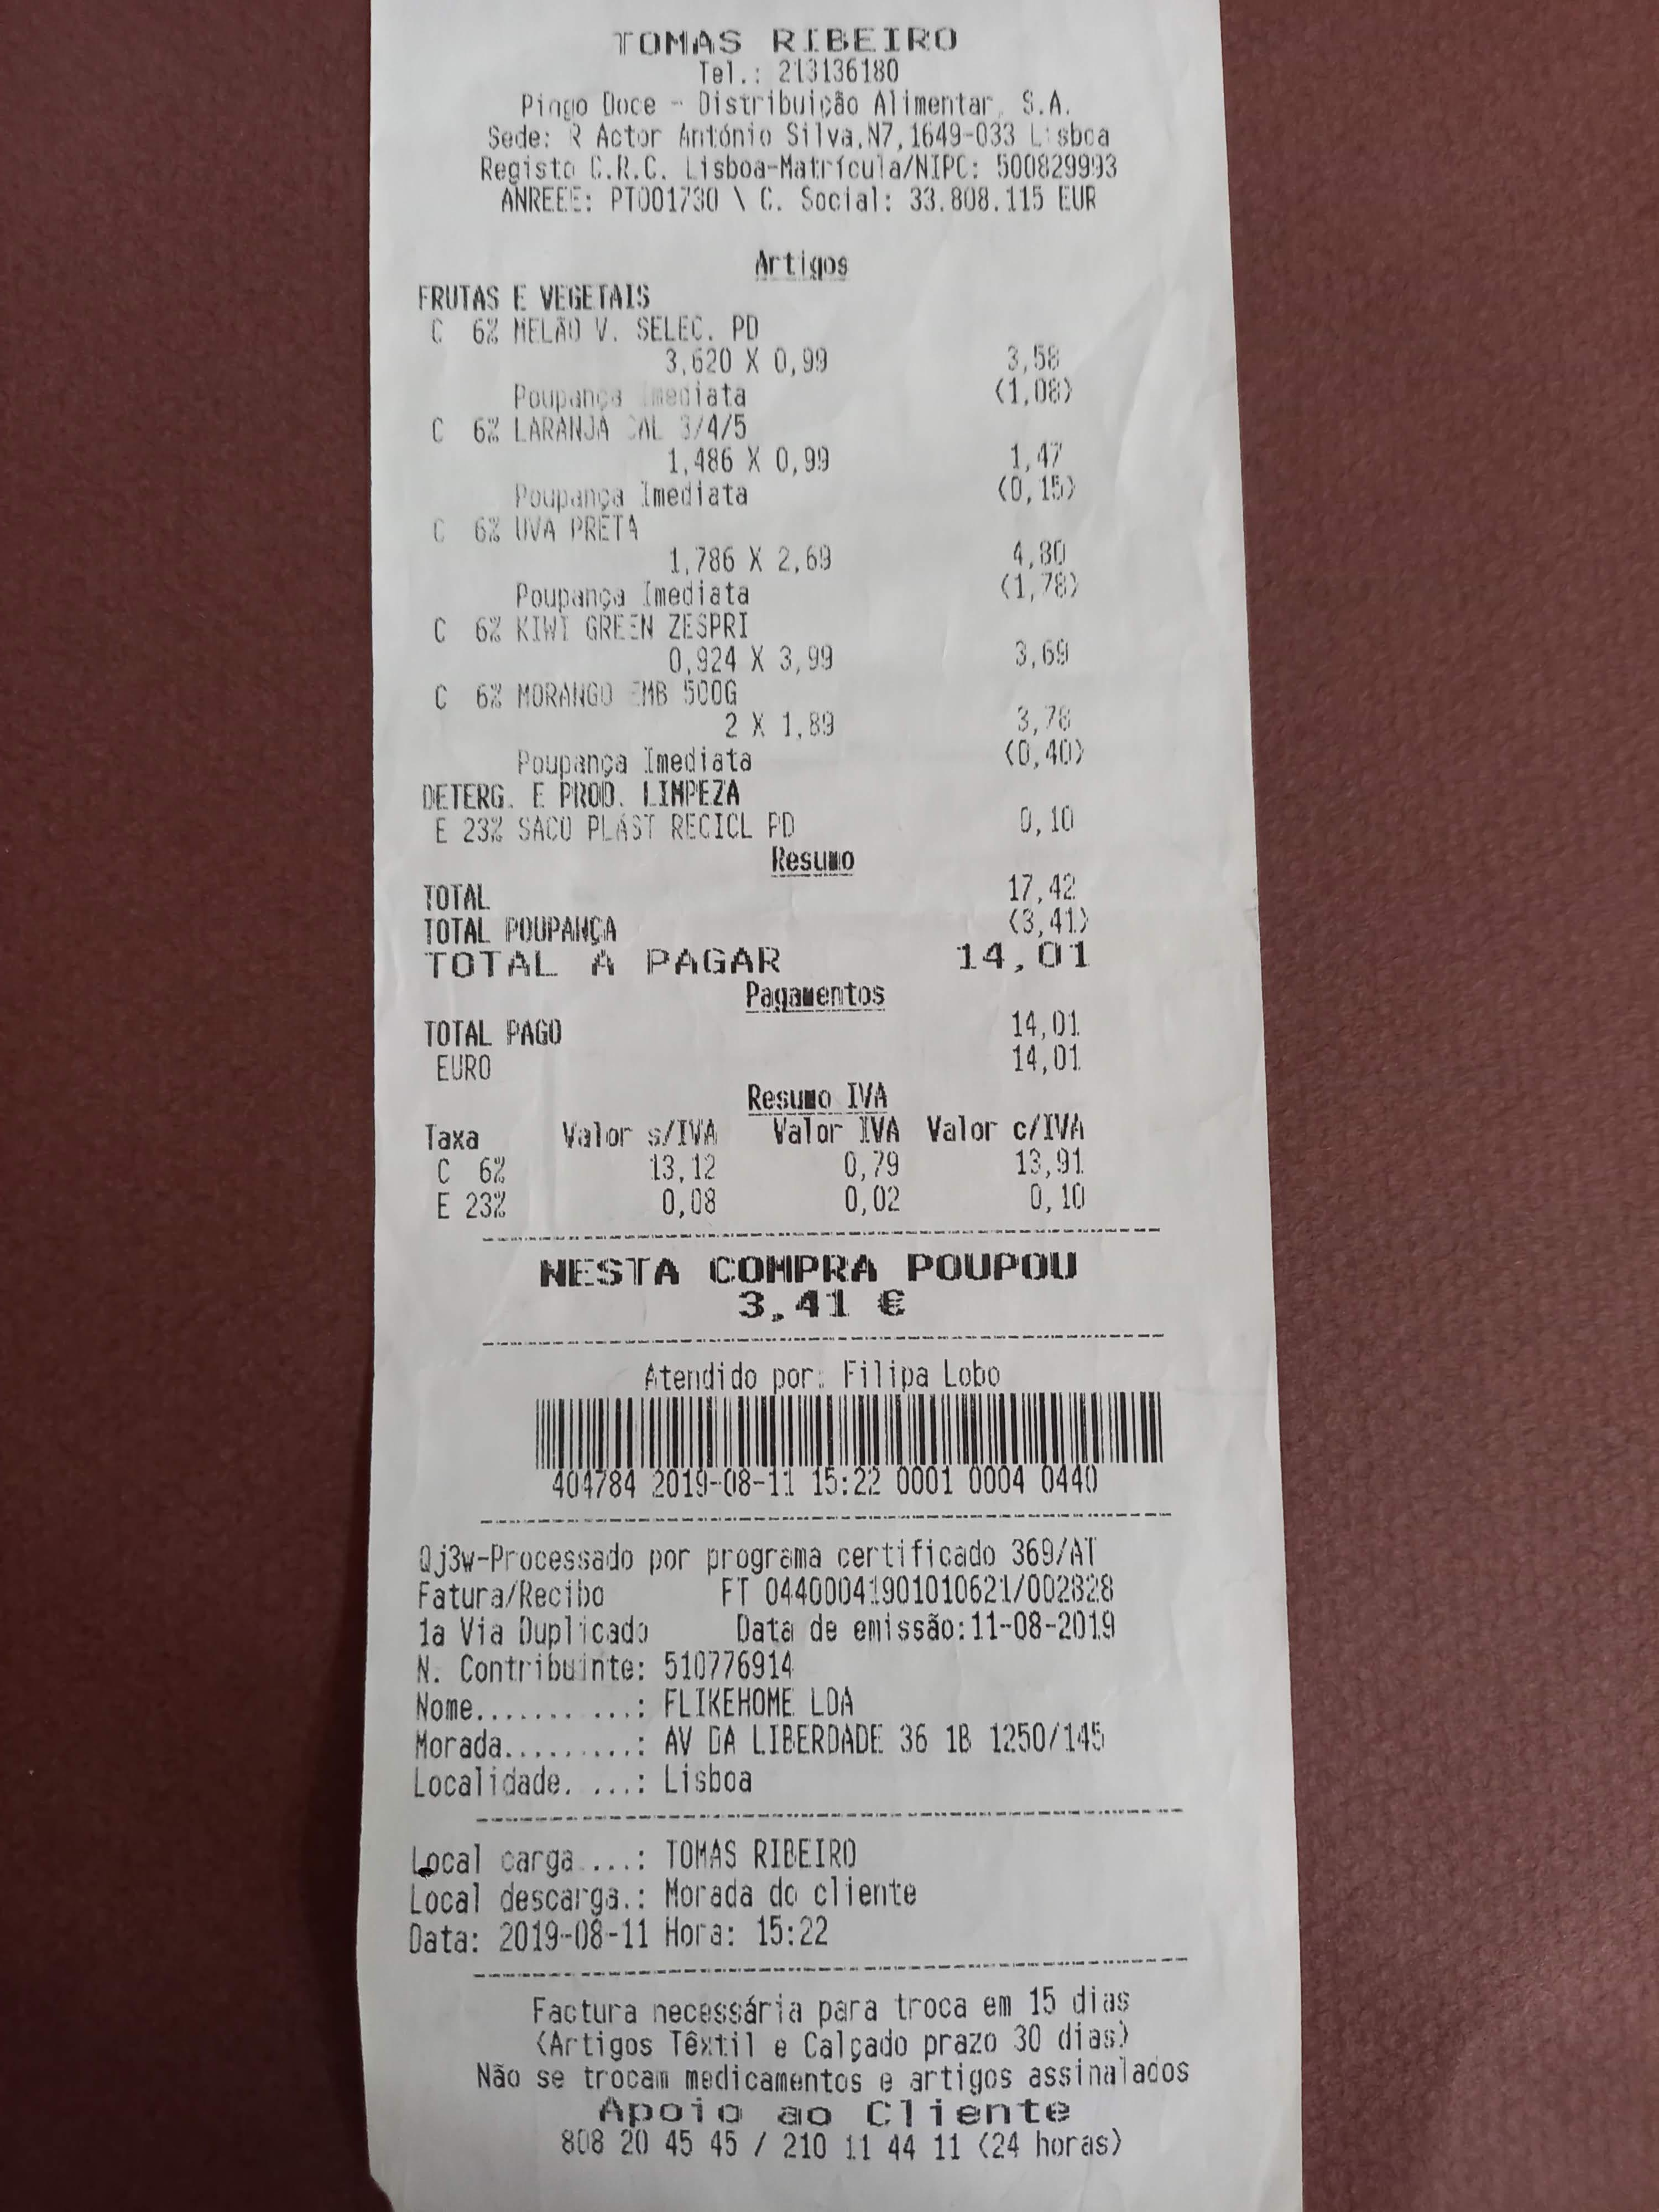 TOMAS RIBEIRO
Tel.: 213136180
Pingo Doce - Distribuição Alimentar, S.A.
Sede: R Actor António Silva,N7,1649-033 Lisboa
Registo C.R.C. Lisboa-Matrícula/NIPC: 500829993
ANREEE: PT001730 \ C. Social: 33.808.115 EUR
Artigos
FRUTAS E VEGETAIS
C 6% MELÃO V. SELEC. PD
3,620 X 0,99 3,58
Poupança Imediata (1,08)
C 6% LARANJA CAL 3/4/5
1,486 X 0,99 1,47
Poupança Imediata (0,15)
C 6% UVA PRETA
1,786 X 2,69 4,80
Poupança Imediata (1,78)
C 6% KIWI GREEN ZESPRI
0,924 X 3,99 3,69
C 6% MORANGO EMB 500G
2 X 1,89 3,78
Poupança Imediata (0,40)
DETERG. E PROD. LIMPEZA
E 23% SACO PLÁST RECICL PD 0,10
Resumo
TOTAL 17,42
TOTAL POUPANÇA (3,41)
TOTAL A PAGAR 14,01
Pagamentos
TOTAL PAGO 14,01
EURO 14,01
Resumo IVA
Taxa Valor s/IVA Valor IVA Valor c/IVA
C 6% 13,12 0,79 13,91
E 23% 0,08 0,02 0,10
NESTA COMPRA POUPOU
3,41 €
Atendido por: Filipa Lobo
404784 2019-08-11 15:22 0001 0004 0440
Qj3w-Processado por programa certificado 369/AT
Fatura/Recibo FT 04400041901010621/002828
1a Via Duplicado Data de emissão:11-08-2019
N. Contribuinte: 510776914
Nome...........: FLIKEHOME LDA
Morada.........: AV DA LIBERDADE 36 1B 1250/145
Localidade.....: Lisboa
Local carga....: TOMAS RIBEIRO
Local descarga.: Morada do cliente
Data: 2019-08-11 Hora: 15:22
Factura necessária para troca em 15 dias
(Artigos Têxtil e Calçado prazo 30 dias)
Não se trocam medicamentos e artigos assinalados
Apoio ao Cliente
808 20 45 45 / 210 11 44 11 (24 horas)